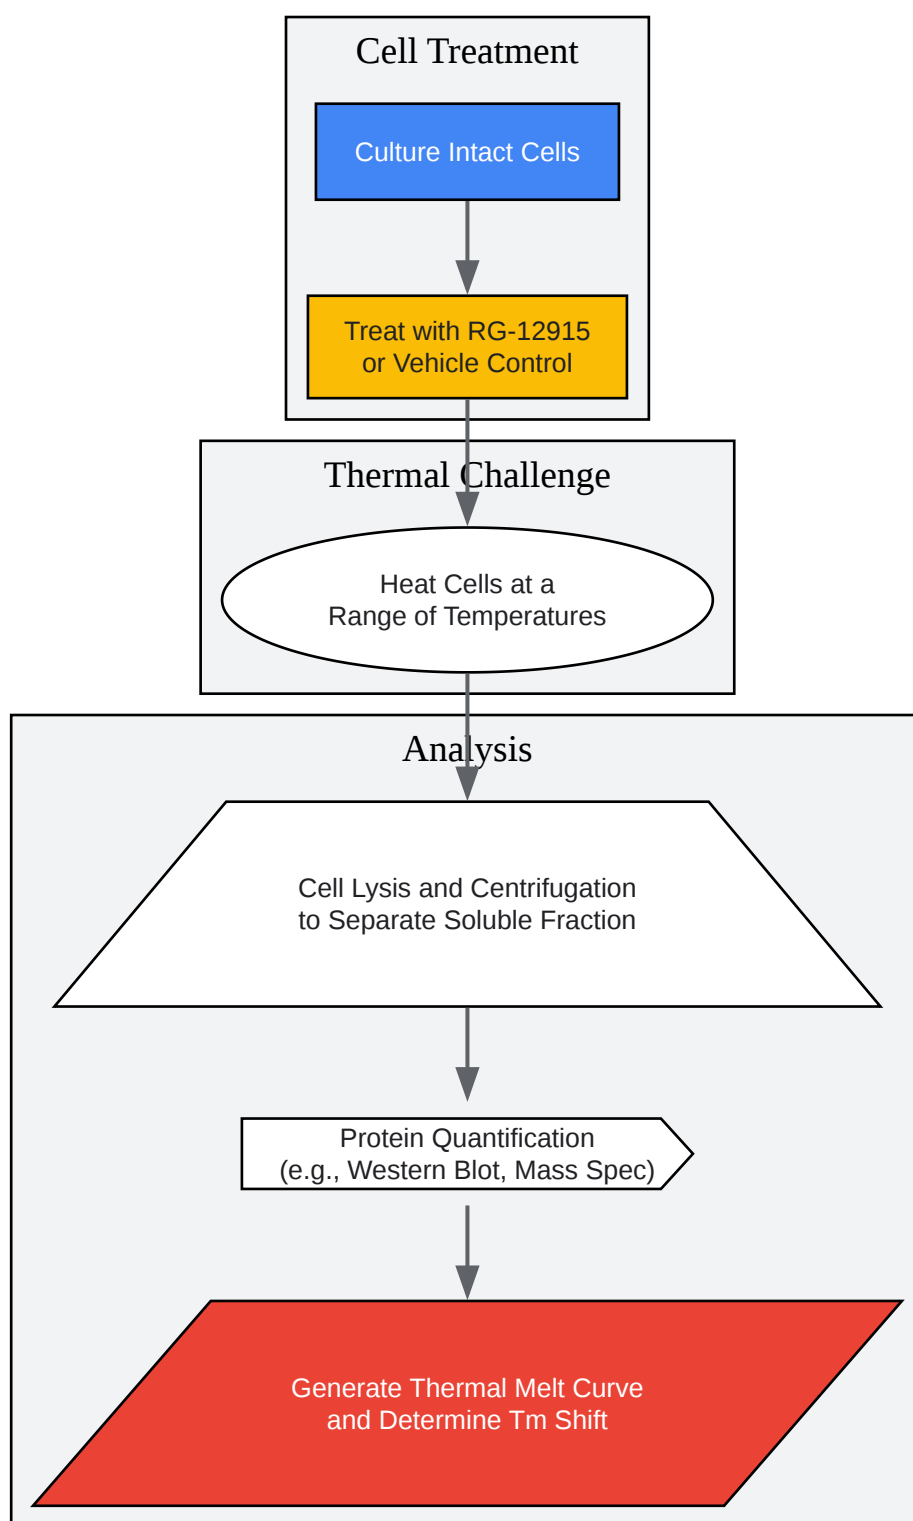 Cell Treatment
Culture Intact Cells
Treat with RG-12915
or Vehicle Control
Thermal Challenge
Heat Cells at a
Range of Temperatures
Analysis
Cell Lysis and Centrifugation
to Separate Soluble Fraction
Protein Quantification
(e.g., Western Blot, Mass Spec)
Generate Thermal Melt Curve
and Determine Tm Shift